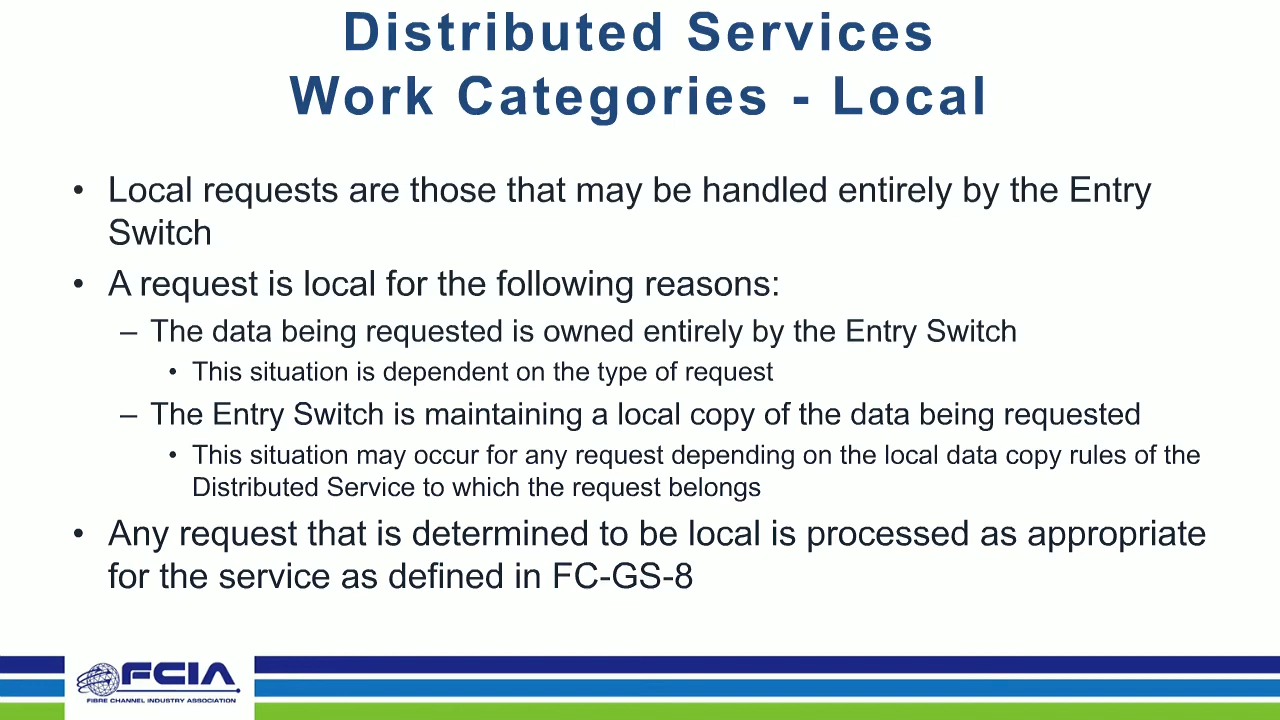 Distributed Services
Work Categories - Local
• Local requests are those that may be handled entirely by the Entry
Switch
• A request is local for the following reasons:
– The data being requested is owned entirely by the Entry Switch
• This situation is dependent on the type of request
– The Entry Switch is maintaining a local copy of the data being requested
• This situation may occur for any request depending on the local data copy rules of the
Distributed Service to which the request belongs
• Any request that is determined to be local is processed as appropriate
for the service as defined in FC-GS-8
FCIA
FIBRE CHANNEL INDUSTRY ASSOCIATION